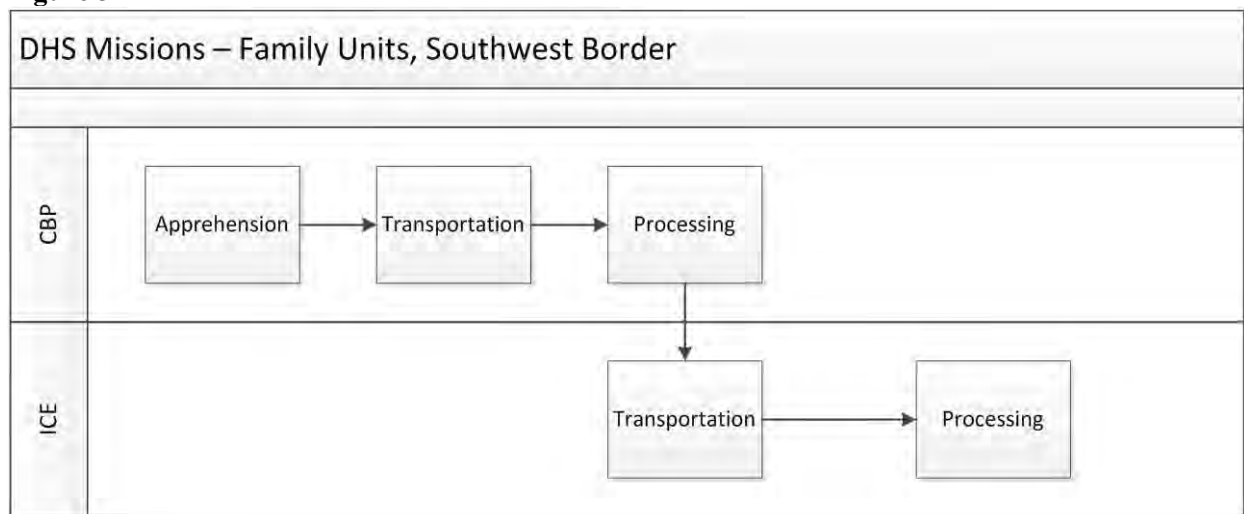 DHS Missions – Family Units, Southwest Border
CBP
Apprehension
Transportation
Processing
ICE
Transportation
Processing